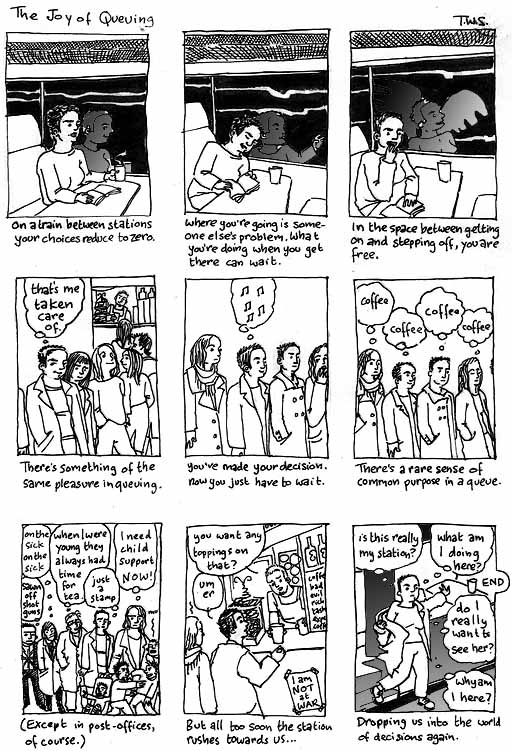 The Joy of Queuing
T.W.S.
On a train between stations
your choices reduce to zero.
Where you're going is some-
one else's problem. What
you're doing when you get
there can wait.
In the space between getting
on and stepping off, you are
free.
that's me
taken
care
of.
There's something of the
same pleasure in queuing.
You've made your decision.
Now you just have to wait.
coffee
coffee
coffee
coffee
There's a rare sense of
common purpose in a queue.
on the
sick
on the
sick
Sawn
off
shot
guns
when I were
young they
always had
time
for
tea.
just
a
stamp
I need
child
support
NOW!
(Except in post-offices,
of course.)
you want any
toppings on
that?
um
er
coffee
bad
evil
rich
I am
NOT
at
WAR
But all too soon the station
rushes towards us...
is this really
my station?
what am
I doing
here?
END
do I
really
want to
see her?
Why am
I here?
Dropping us into the world
of decisions again.